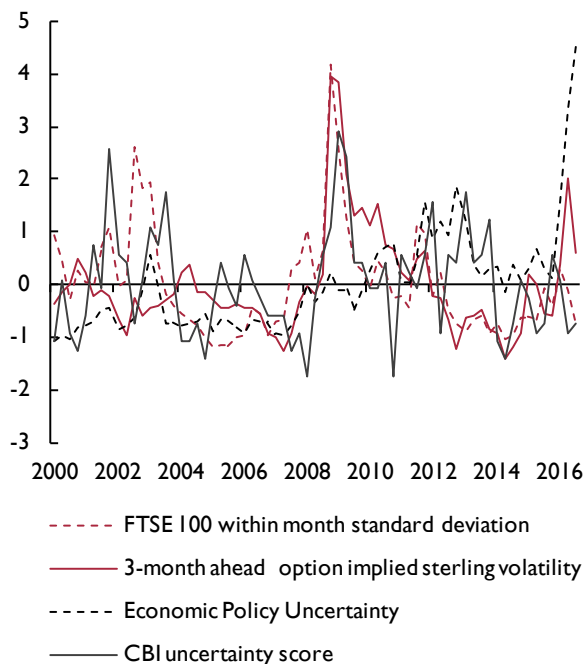 5
4
3
2
1
0
-1
-2
-3
2000 2002 2004 2006 2008 2010 2012 2014 2016
FTSE 100 within month standard deviation
3-month ahead option implied sterling volatility
Economic Policy Uncertainty
CBI uncertainty score